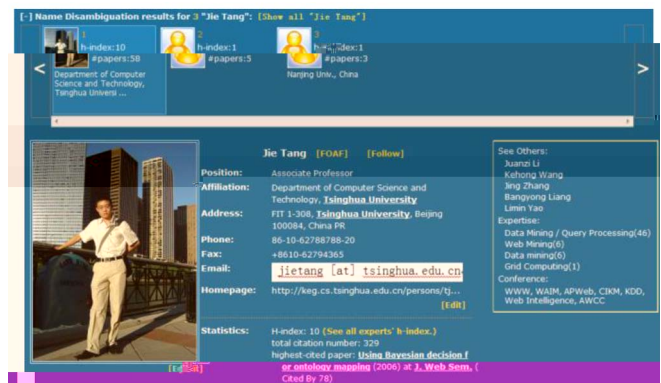 [-] Name Disambiguation results for 3 "Jie Tang": [Show all "Jie Tang"]
1
h-index:10
#papers:58
Department of Computer
Science and Technology,
Tsinghua Universi ...
2
h-index:1
#papers:5
3
h-index:1
#papers:3
Nanjing Univ., China
<
>
Jie Tang [FOAF] [Follow]
Position: Associate Professor
Affiliation: Department of Computer Science and
Technology, Tsinghua University
Address: FIT 1-308, Tsinghua University, Beijing
100084, China PR
Phone: 86-10-62788788-20
Fax: +8610-62794365
Email: jietang [at] tsinghua.edu.cn
Homepage: http://keg.cs.tsinghua.edu.cn/persons/tj...
[Edit]
Statistics: H-index: 10 (See all experts' h-index.)
total citation number: 329
highest-cited paper: Using Bayesian decision f
or ontology mapping (2006) at J. Web Sem. (
Cited By 78)
See Others:
Juanzi Li
Kehong Wang
Jing Zhang
Bangyong Liang
Limin Yao
Expertise:
Data Mining / Query Processing(46)
Web Mining(6)
Data mining(6)
Grid Computing(1)
Conference:
WWW, WAIM, APWeb, CIKM, KDD,
Web Intelligence, AWCC